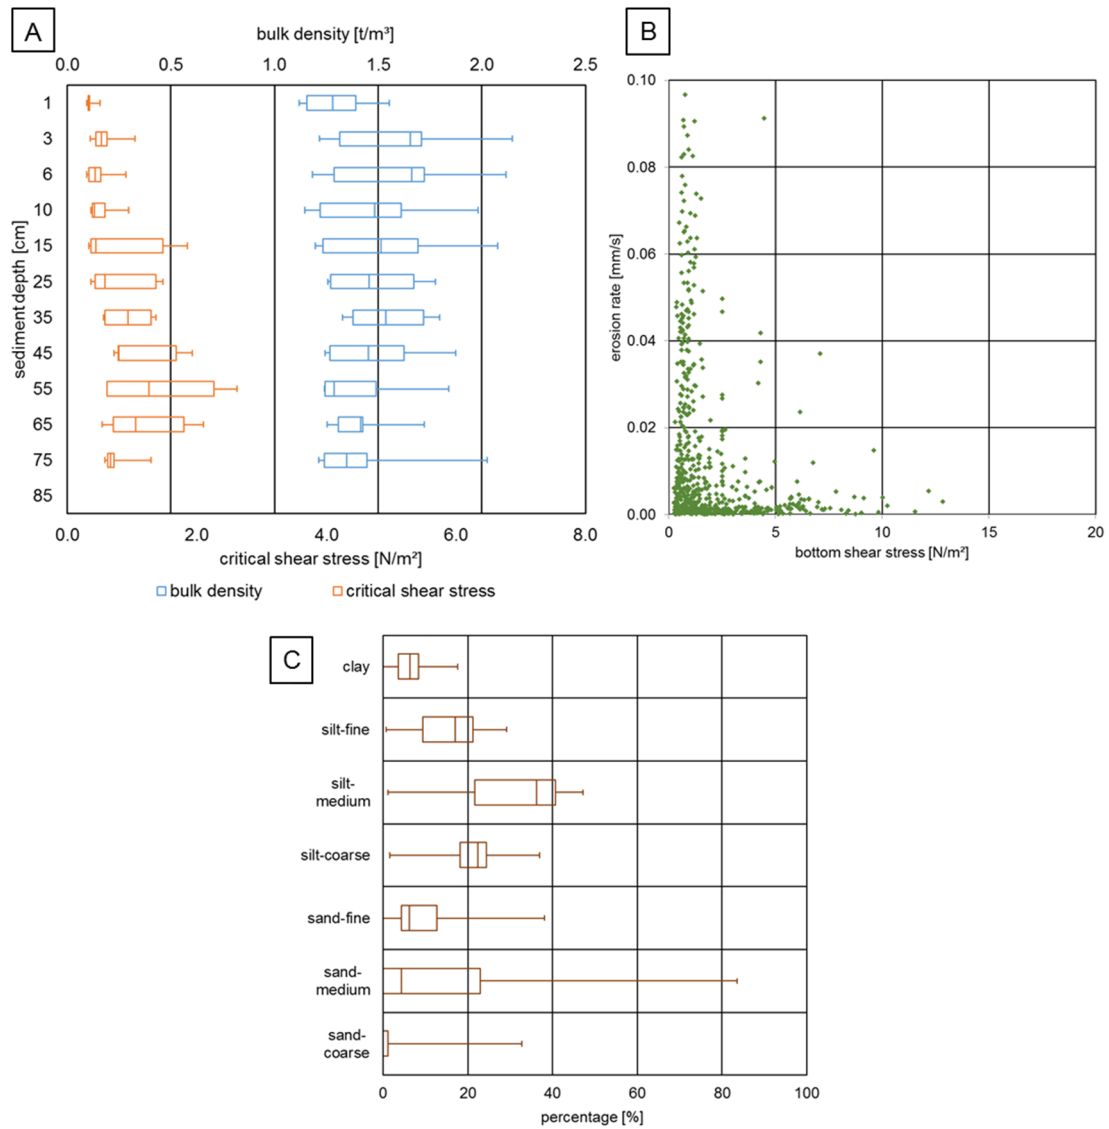 A
bulk density [t/m³]
0.0 0.5 1.0 1.5 2.0 2.5
sediment depth [cm]
1
3
6
10
15
25
35
45
55
65
75
85
0.0 2.0 4.0 6.0 8.0
critical shear stress [N/m²]
bulk density critical shear stress
B
erosion rate [mm/s]
0.10
0.08
0.06
0.04
0.02
0.00
0 5 10 15 20
bottom shear stress [N/m²]
C
clay
silt-fine
silt-
medium
silt-coarse
sand-fine
sand-
medium
sand-
coarse
0 20 40 60 80 100
percentage [%]